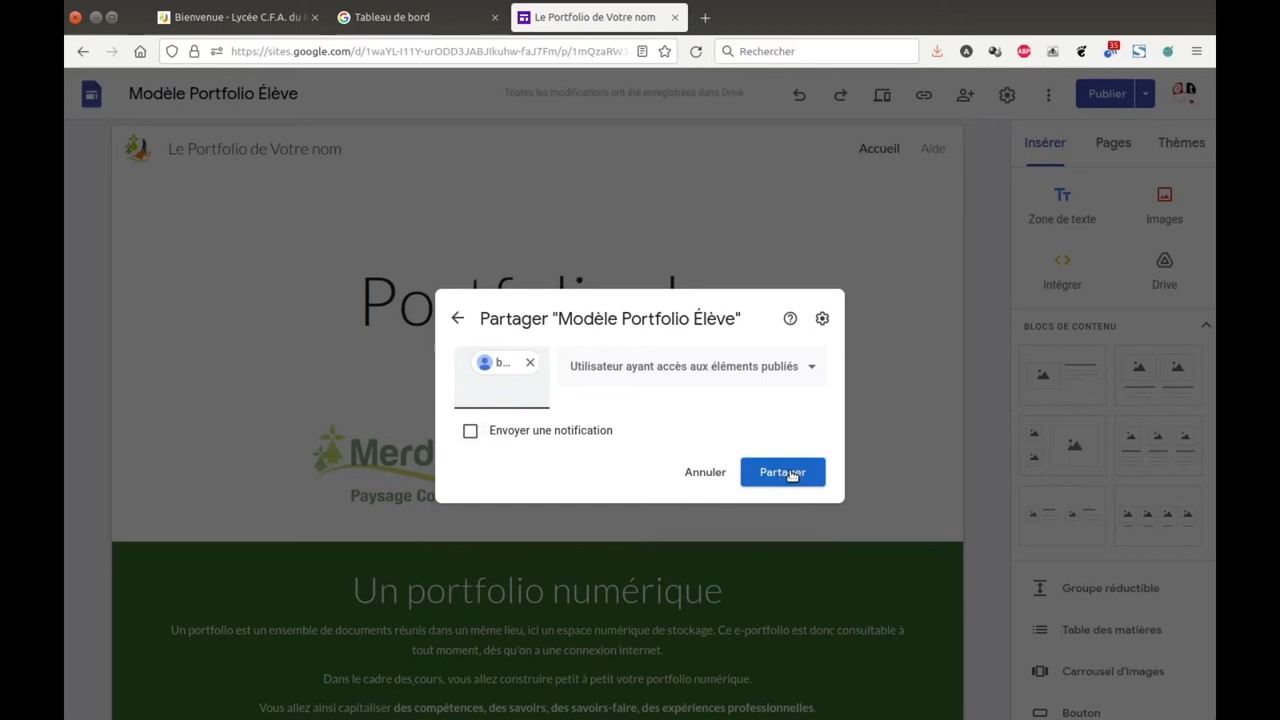 Bienvenue - Lycée C.F.A. du
Tableau de bord
Le Portfolio de Votre nom
https://sites.google.com/d/1waYL-I11Y-urODD3JABJIkuhw-faJ7Fm/p/1mQzaRW
Rechercher
35
Modèle Portfolio Élève
Toutes les modifications ont été enregistrées dans Drive
Publier
Le Portfolio de Votre nom
Accueil
Aide
Insérer
Pages
Thèmes
Zone de texte
Images
Intégrer
Drive
BLOCS DE CONTENU
Partager "Modèle Portfolio Élève"
b...
Utilisateur ayant accès aux éléments publiés
Envoyer une notification
Annuler
Partager
Paysage
Un portfolio numérique
Un portfolio est un ensemble de documents réunis dans un même lieu, ici un espace numérique de stockage. Ce e-portfolio est donc consultable à
tout moment, dès qu'on a une connexion internet.
Dans le cadre des cours, vous allez construire petit à petit votre portfolio numérique.
Vous allez ainsi capitaliser des compétences, des savoirs, des savoirs-faire, des expériences professionnelles.
Groupe réductible
Table des matières
Carrousel d'images
Bouton